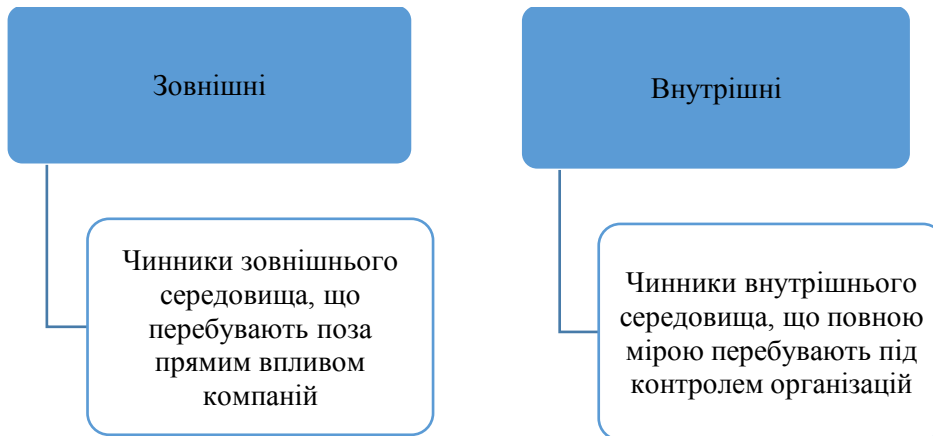 Зовнішні
Чинники зовнішнього
середовища, що
перебувають поза
прямим впливом
компаній
Внутрішні
Чинники внутрішнього
середовища, що повною
мірою перебувають під
контролем організацій